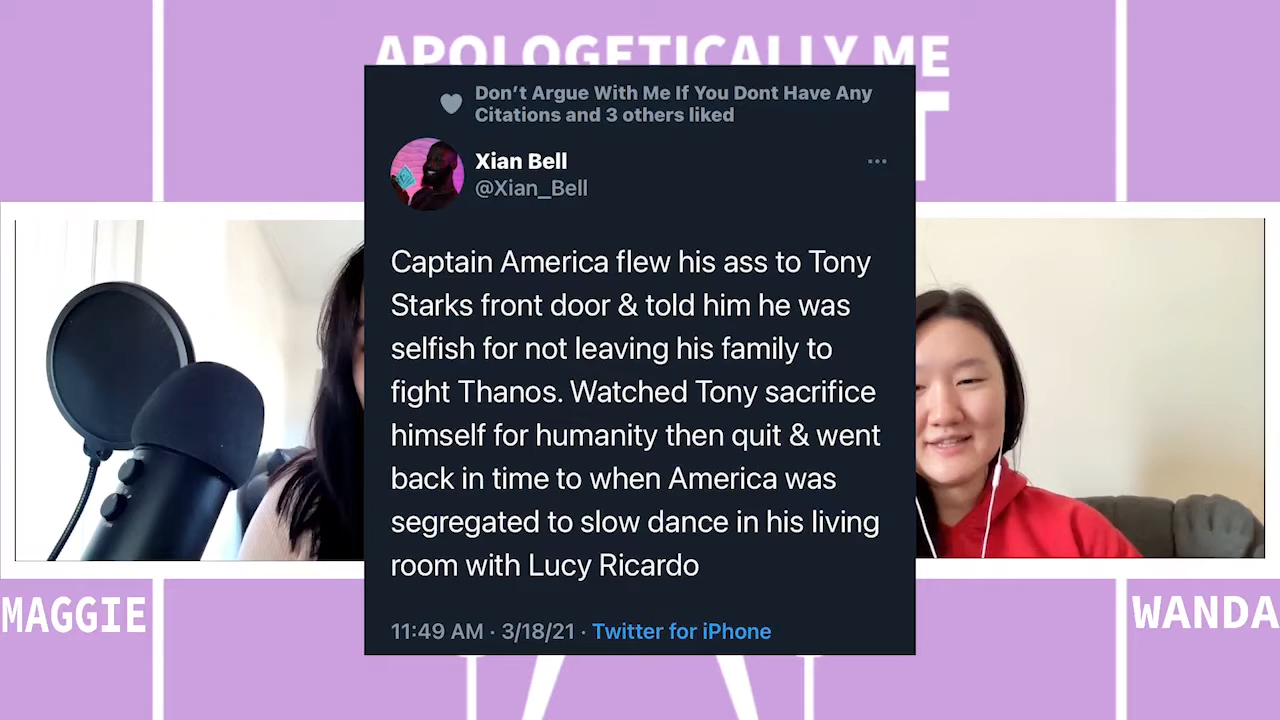 APOLOGETICALLY ME
Don’t Argue With Me If You Dont Have Any
Citations and 3 others liked
Xian Bell
@Xian_Bell
Captain America flew his ass to Tony
Starks front door & told him he was
selfish for not leaving his family to
fight Thanos. Watched Tony sacrifice
himself for humanity then quit & went
back in time to when America was
segregated to slow dance in his living
room with Lucy Ricardo
11:49 AM · 3/18/21 · Twitter for iPhone
MAGGIE
WANDA